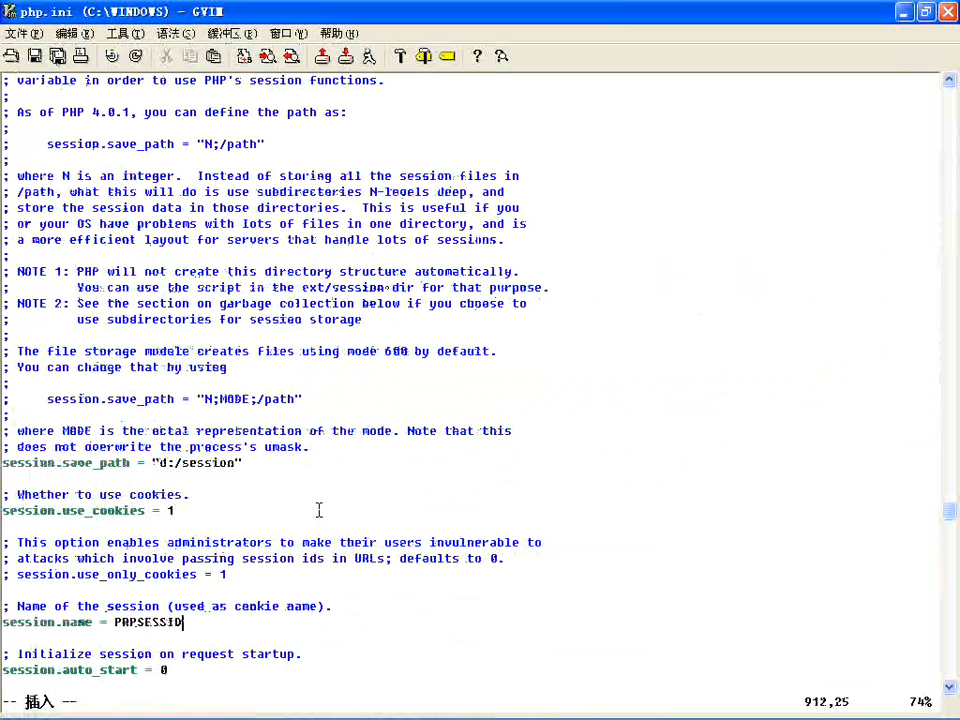 php.ini (C:\WINDOWS) - GVIM
文件(F) 编辑(E) 工具(T) 语法(S) 缓冲区(B) 窗口(W) 帮助(H)
; variable in order to use PHP's session functions.
;
; As of PHP 4.0.1, you can define the path as:
;
;     session.save_path = "N;/path"
;
; where N is an integer.  Instead of storing all the session files in
; /path, what this will do is use subdirectories N-levels deep, and
; store the session data in those directories.  This is useful if you
; or your OS have problems with lots of files in one directory, and is
; a more efficient layout for servers that handle lots of sessions.
;
; NOTE 1: PHP will not create this directory structure automatically.
;         You can use the script in the ext/session dir for that purpose.
; NOTE 2: See the section on garbage collection below if you choose to
;         use subdirectories for session storage
;
; The file storage module creates files using mode 600 by default.
; You can change that by using
;
;     session.save_path = "N;MODE;/path"
;
; where MODE is the octal representation of the mode. Note that this
; does not overwrite the process's umask.
session.save_path = "d:/session"
; Whether to use cookies.
session.use_cookies = 1
; This option enables administrators to make their users invulnerable to
; attacks which involve passing session ids in URLs; defaults to 0.
; session.use_only_cookies = 1
; Name of the session (used as cookie name).
session.name = PHPSESSID
; Initialize session on request startup.
session.auto_start = 0
-- 插入 -- 912,25 74%